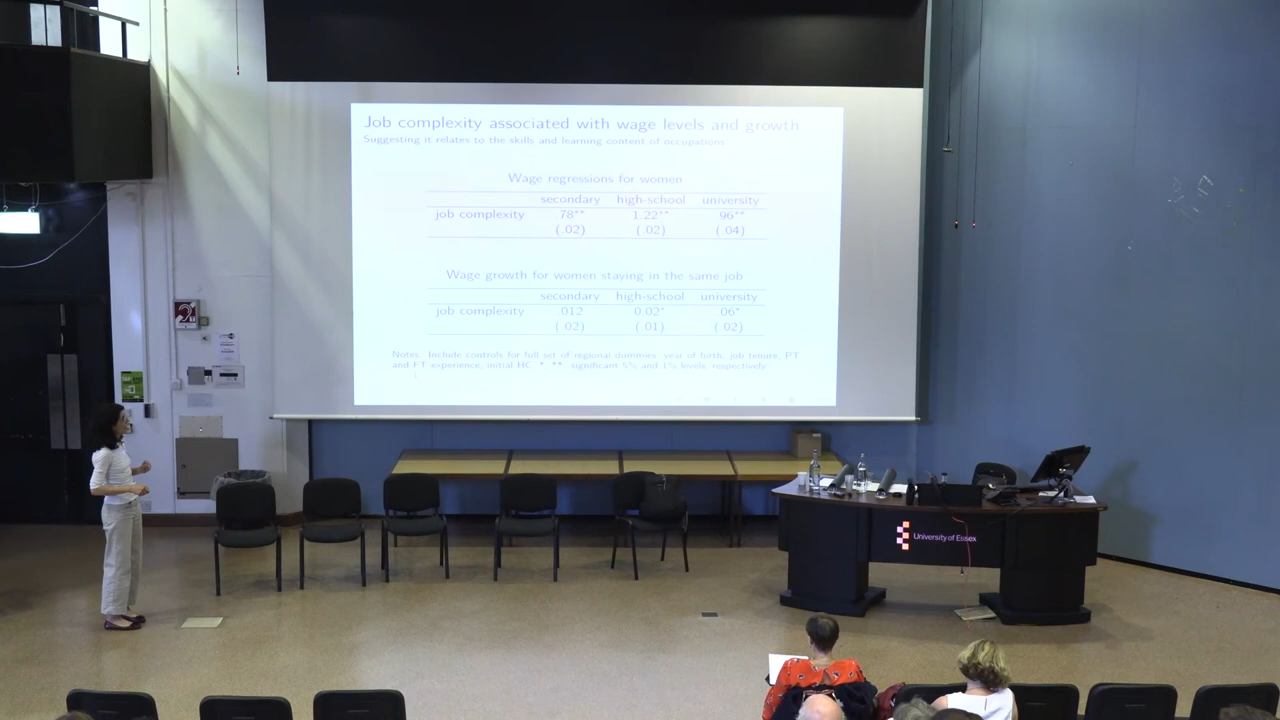 Job complexity associated with wage levels and growth
Suggesting it relates to the skills and learning content of occupations
Wage regressions for women
secondary high-school university
job complexity .78** 1.22** .96**
(.02) (.02) (.04)
Wage growth for women staying in the same job
secondary high-school university
job complexity .012 0.02* .06*
(.02) (.01) (.02)
Notes: Include controls for full set of regional dummies, year of birth, job tenure, PT
and FT experience, initial HC. *, ** significant 5% and 1% levels, respectively
University of Essex